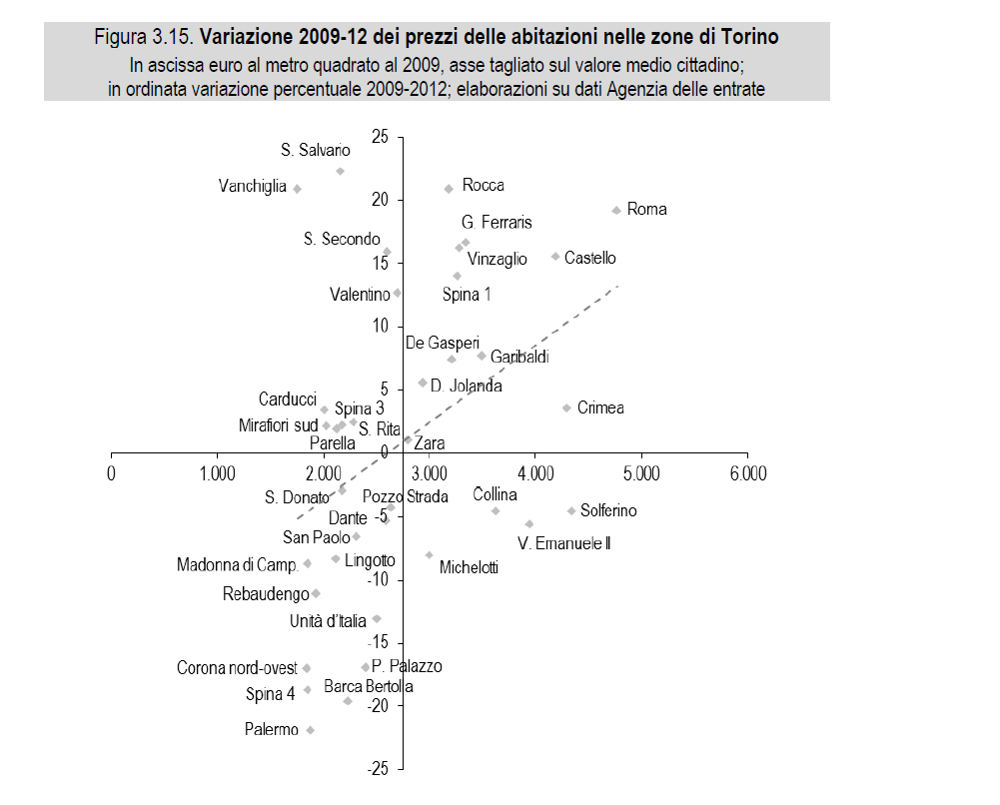 Figura 3.15. Variazione 2009-12 dei prezzi delle abitazioni nelle zone di Torino
In ascissa euro al metro quadrato al 2009, asse tagliato sul valore medio cittadino;
in ordinata variazione percentuale 2009-2012; elaborazioni su dati Agenzia delle entrate
25
S. Salvario
Vanchiglia
Rocca
20
Roma
G. Ferraris
S. Secondo
Vinzaglio
Castello
15
Valentino
Spina 1
10
De Gasperi
Garibaldi
5
D. Jolanda
Carducci
Spina 3
Crimea
Mirafiori sud
S. Rita
Parella
Zara
0
0
1.000
2.000
3.000
4.000
5.000
6.000
S. Donato
Pozzo Strada
Collina
Dante
-5
Solferino
San Paolo
V. Emanuele II
Madonna di Camp.
Lingotto
Michelotti
-10
Rebaudengo
Unità d'Italia
-15
Corona nord-ovest
P. Palazzo
Spina 4
Barca Bertolla
-20
Palermo
-25